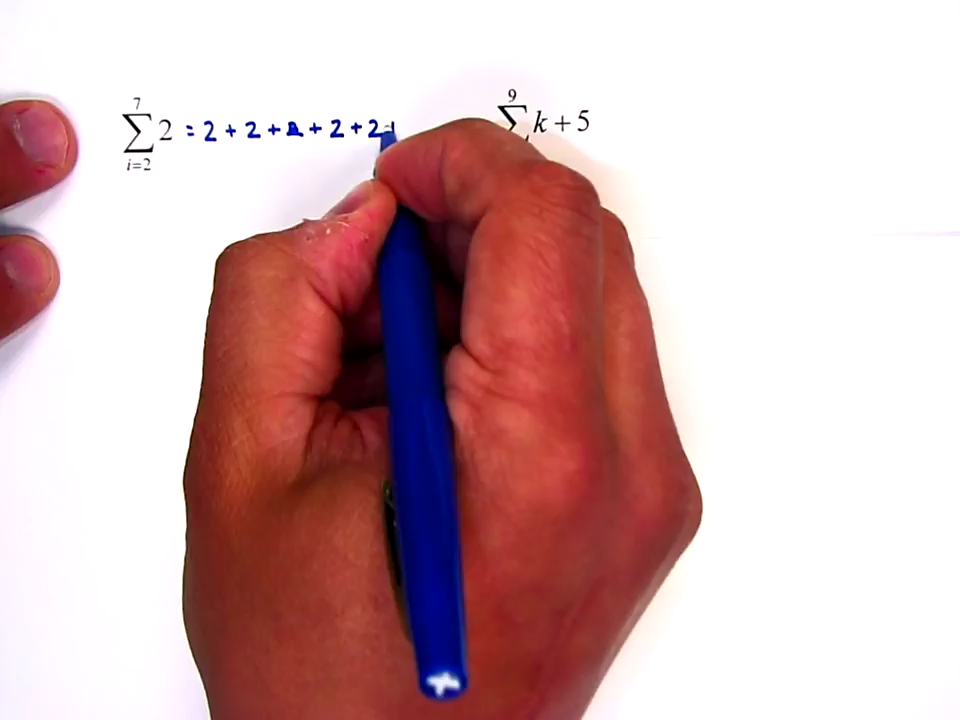 7 9
∑ 2 = 2 + 2 + 2 + 2 + 2 + ∑ k + 5
i=2